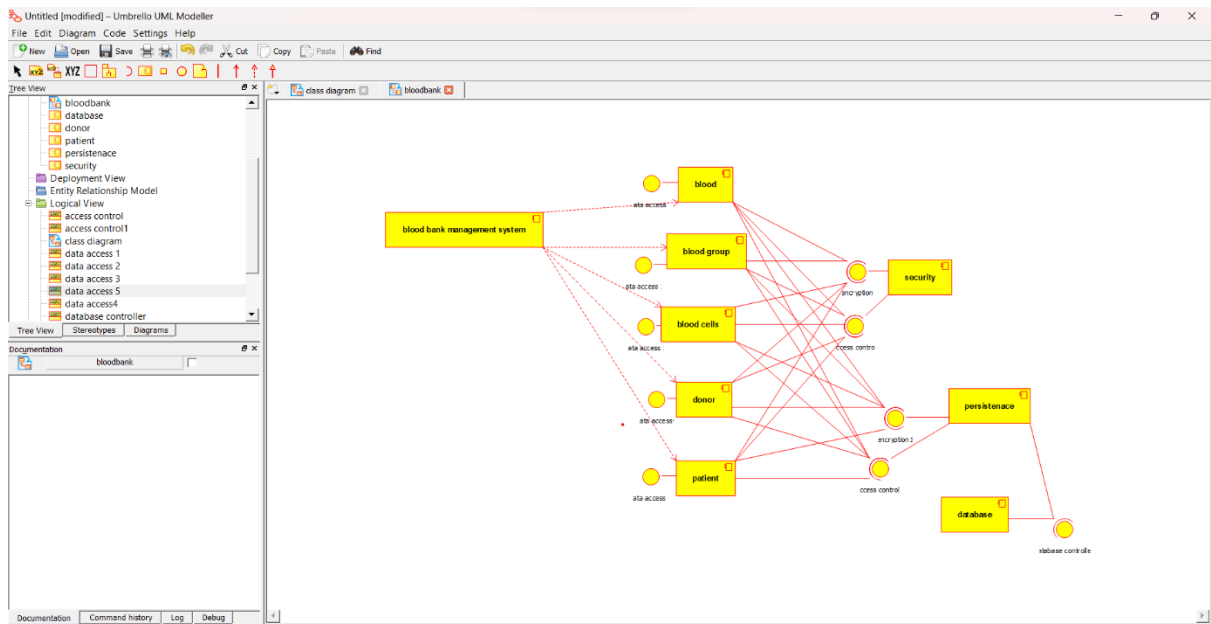 Untitled [modified] – Umbrello UML Modeller
File Edit Diagram Code Settings Help
New Open Save Cut Copy Paste Find
XYZ
Tree View
class diagram
bloodbank
bloodbank
database
donor
patient
persistenace
security
Deployment View
Entity Relationship Model
Logical View
access control
access control1
class diagram
data access 1
data access 2
data access 3
data access 5
data access4
database controller
Tree View Stereotypes Diagrams
Documentation
bloodbank
Documentation Command history Log Debug
blood
ata access
blood bank management system
blood group
ata access
security
encryption
blood cells
ata access
ccess contro
donor
ata access
persistenace
encryption 1
patient
ata access
ccess control
database
atabase controlle